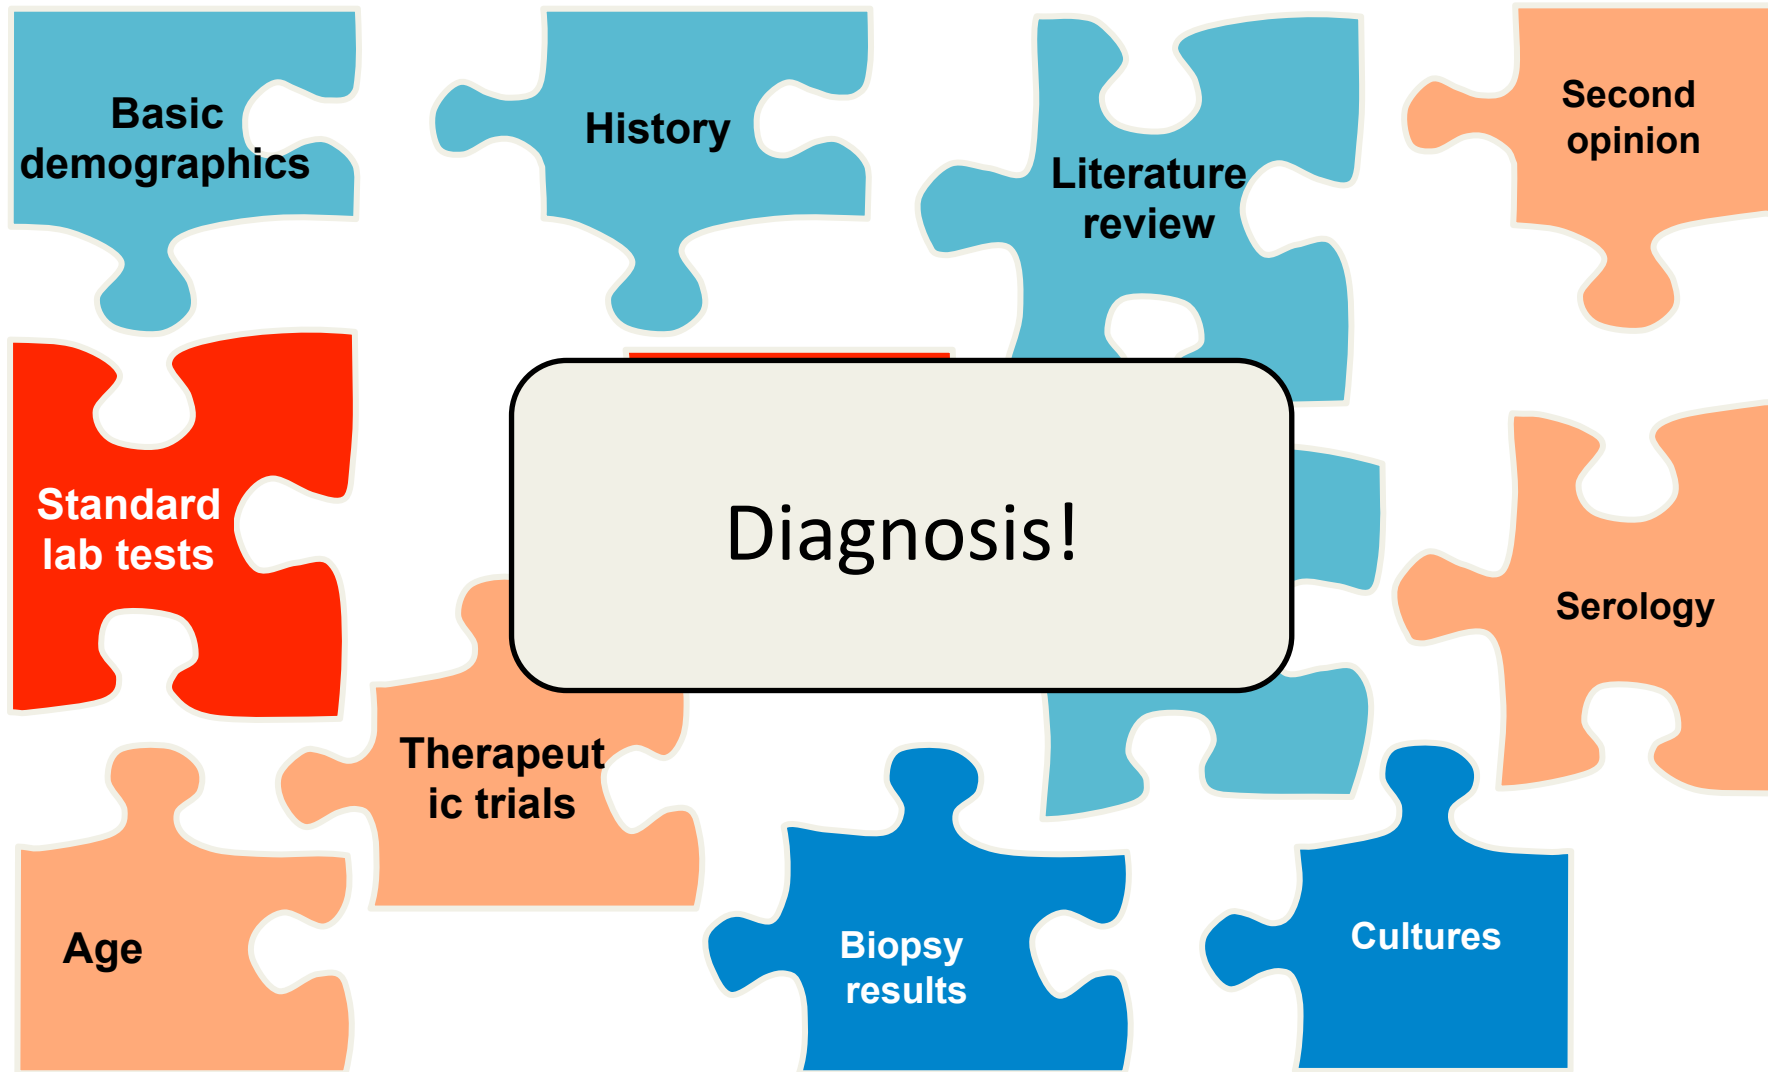 Basic
demographics
History
Literature
review
Second
opinion
Standard
lab tests
Diagnosis!
Serology
Therapeut
ic trials
Age
Biopsy
results
Cultures